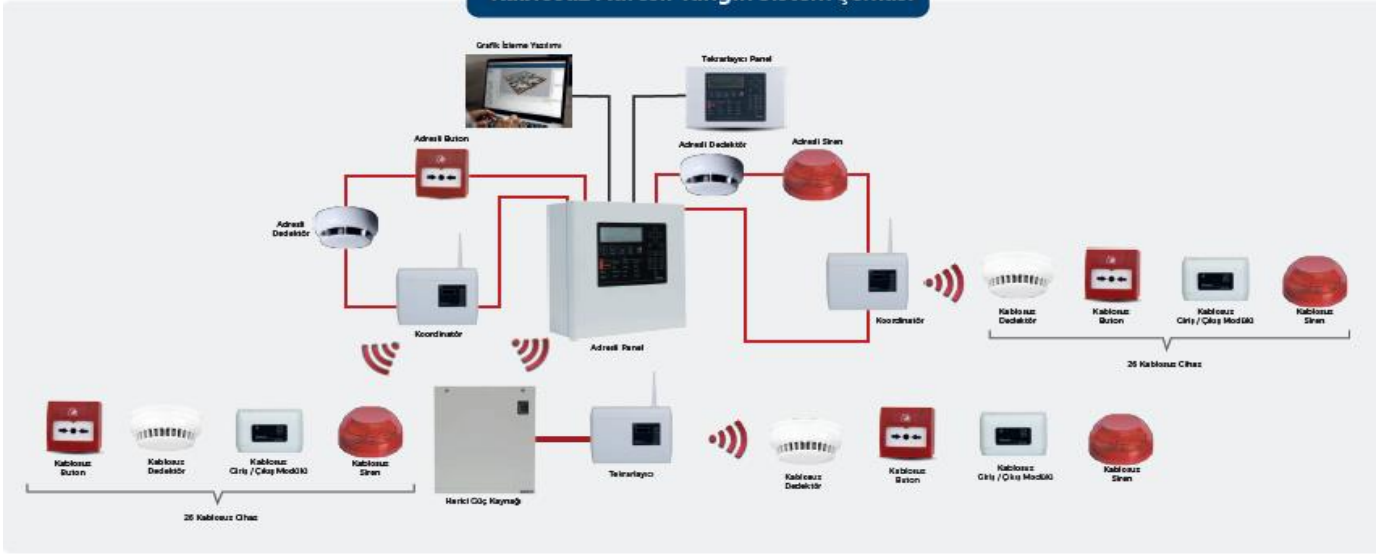 Grafik İzleme Yazılımı
Tekrarlayıcı Panel
Adresli Buton
Adresli Dedektör
Adresli Siren
Adresli
Dedektör
Koordinatör
Adresli Panel
Koordinatör
Kablosuz
Dedektör
Kablosuz
Buton
Kablosuz
Giriş / Çıkış Modülü
Kablosuz
Siren
26 Kablosuz Cihaz
Kablosuz
Buton
Kablosuz
Dedektör
Kablosuz
Giriş / Çıkış Modülü
Kablosuz
Siren
26 Kablosuz Cihaz
Harici Güç Kaynağı
Tekrarlayıcı
Kablosuz
Dedektör
Kablosuz
Buton
Kablosuz
Giriş / Çıkış Modülü
Kablosuz
Siren